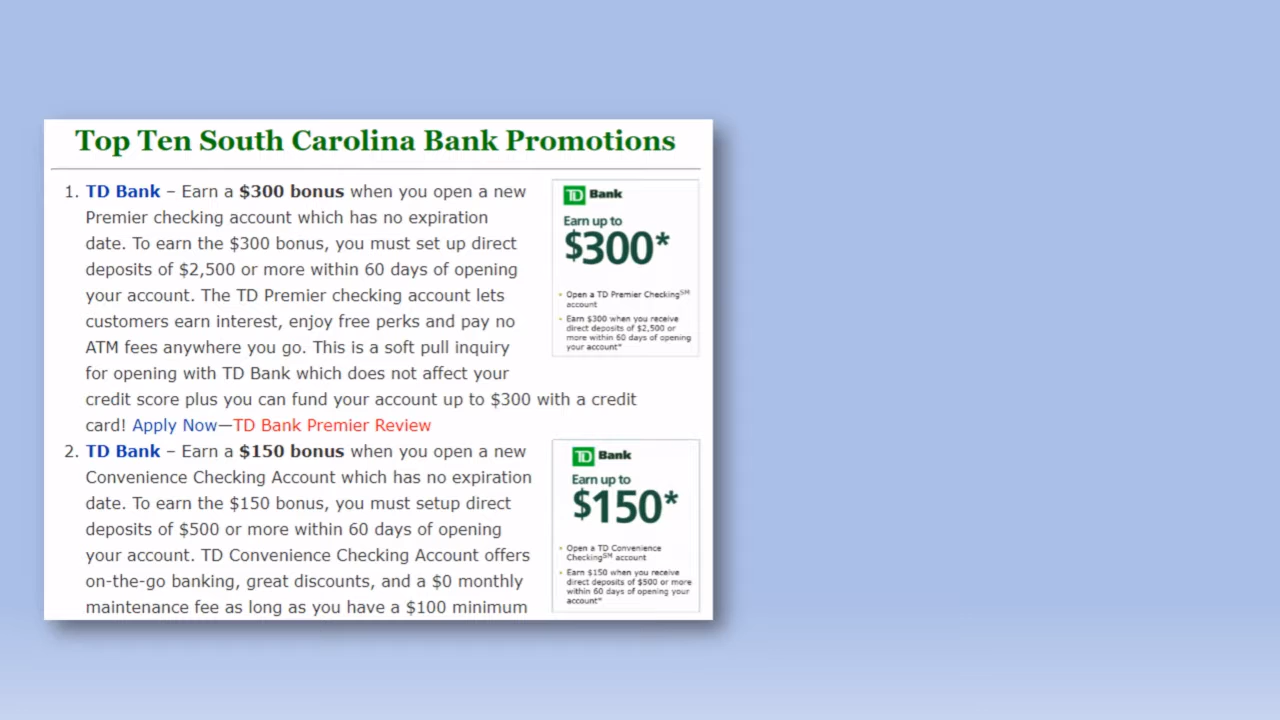 Top Ten South Carolina Bank Promotions
1. TD Bank – Earn a $300 bonus when you open a new
Premier checking account which has no expiration
date. To earn the $300 bonus, you must set up direct
deposits of $2,500 or more within 60 days of opening
your account. The TD Premier checking account lets
customers earn interest, enjoy free perks and pay no
ATM fees anywhere you go. This is a soft pull inquiry
for opening with TD Bank which does not affect your
credit score plus you can fund your account up to $300 with a credit
card! Apply Now—TD Bank Premier Review
TD Bank
Earn up to
$300*
• Open a TD Premier Checking℠
account
• Earn $300 when you receive
direct deposits of $2,500 or
more within 60 days of opening
your account*
2. TD Bank – Earn a $150 bonus when you open a new
Convenience Checking Account which has no expiration
date. To earn the $150 bonus, you must setup direct
deposits of $500 or more within 60 days of opening
your account. TD Convenience Checking Account offers
on-the-go banking, great discounts, and a $0 monthly
maintenance fee as long as you have a $100 minimum
TD Bank
Earn up to
$150*
• Open a TD Convenience
Checking℠ account
• Earn $150 when you receive
direct deposits of $500 or more
within 60 days of opening your
account*